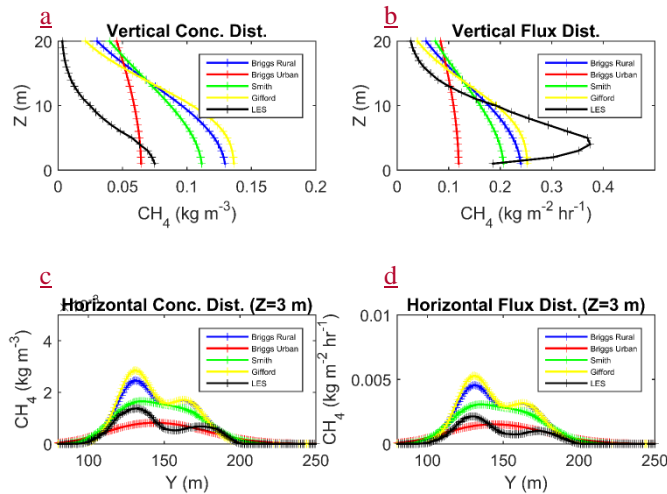 a
Vertical Conc. Dist.
20
10
0
Z (m)
0
0.05
0.1
0.15
0.2
CH4 (kg m-3)
Briggs Rural
Briggs Urban
Smith
Gifford
LES
b
Vertical Flux Dist.
20
10
0
Z (m)
0
0.1
0.2
0.3
0.4
CH4 (kg m-2 hr-1)
Briggs Rural
Briggs Urban
Smith
Gifford
LES
c
Horizontal Conc. Dist. (Z=3 m)
4
2
0
CH4 (kg m-3)
100
150
200
250
Y (m)
Briggs Rural
Briggs Urban
Smith
Gifford
LES
d
Horizontal Flux Dist. (Z=3 m)
0.01
0.005
0
CH4 (kg m-2 hr-1)
100
150
200
250
Y (m)
Briggs Rural
Briggs Urban
Smith
Gifford
LES